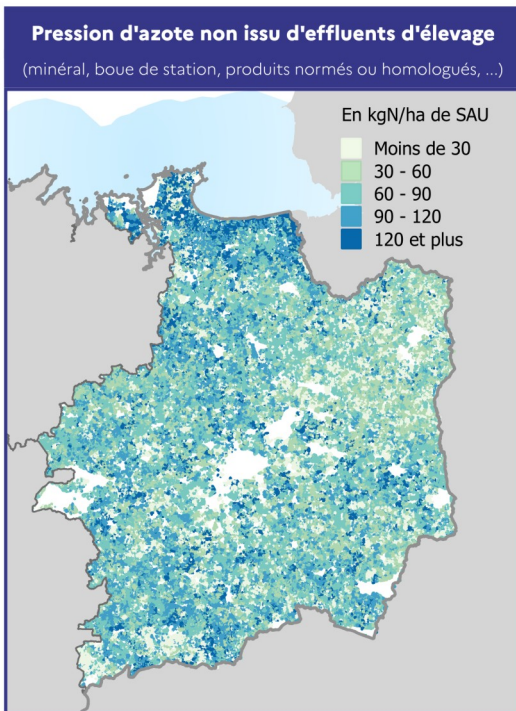 Pression d'azote non issu d'effluents d'élevage
(minéral, boue de station, produits normés ou homologués, ...)
En kgN/ha de SAU
Moins de 30
30 - 60
60 - 90
90 - 120
120 et plus